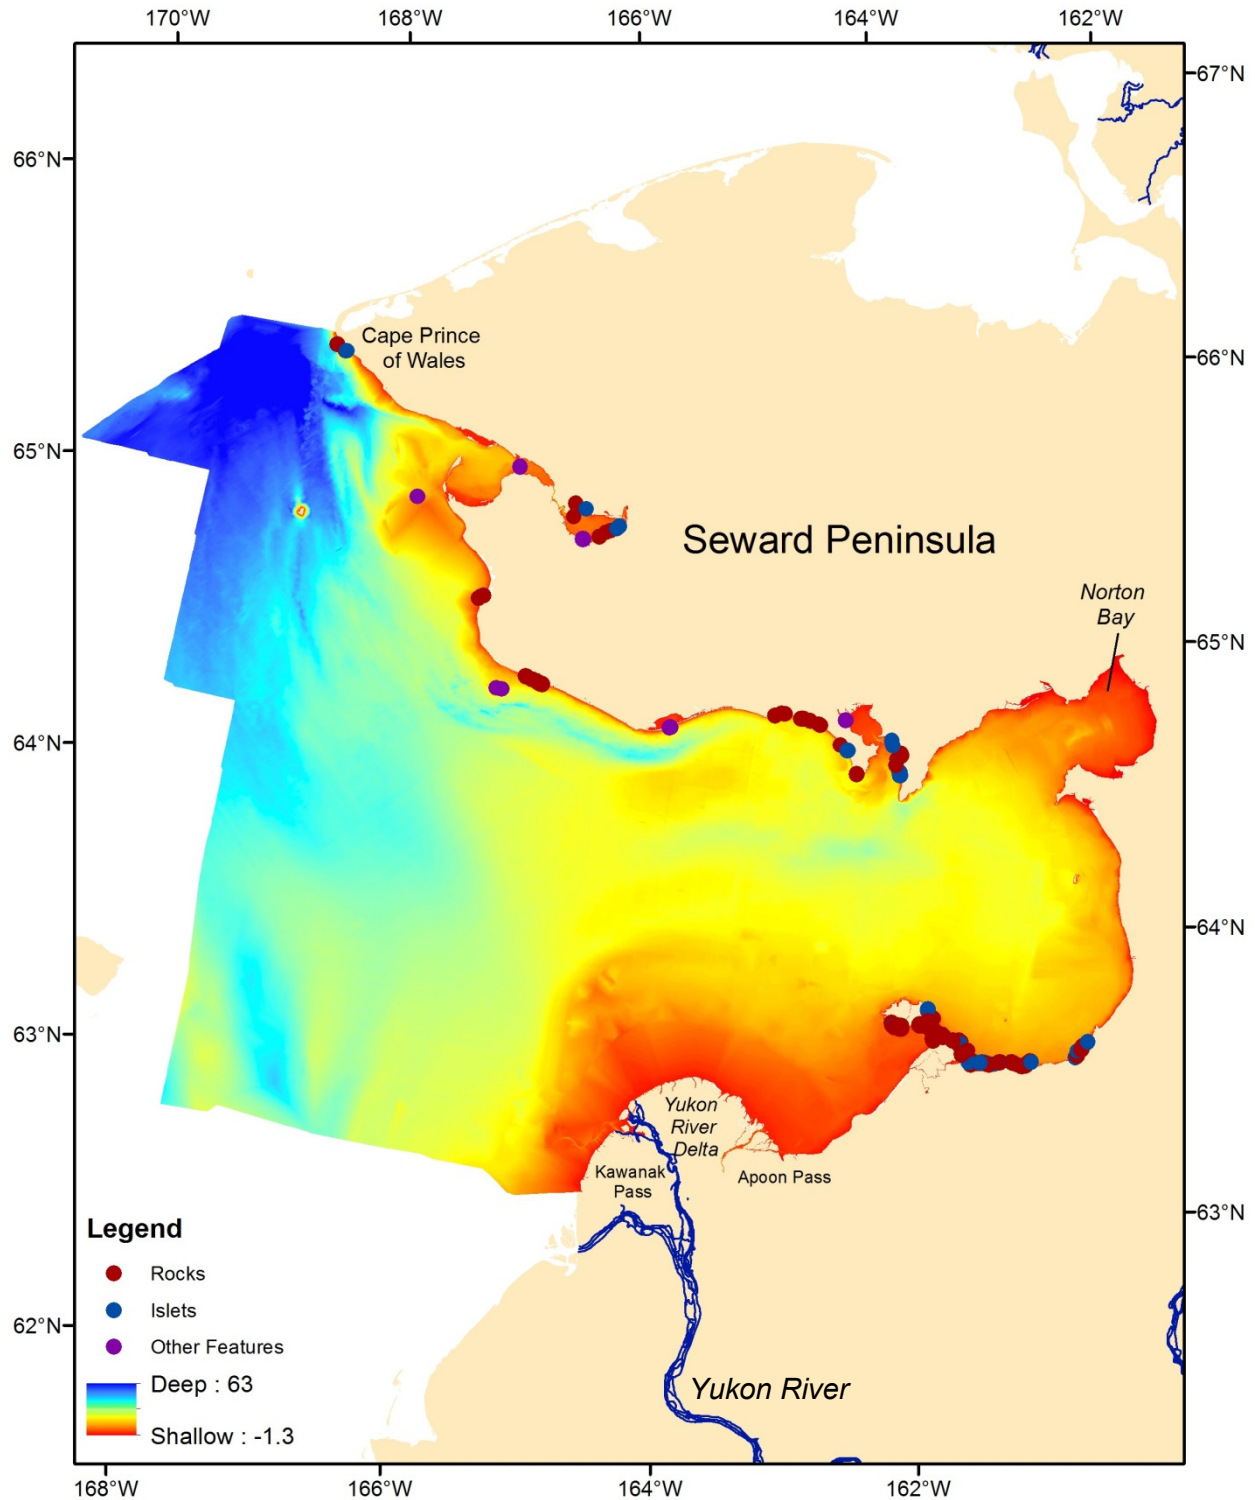 170°W 168°W 166°W 164°W 162°W
67°N
66°N
66°N
Cape Prince
of Wales
65°N
Seward Peninsula
Norton
Bay
65°N
64°N
64°N
63°N
Yukon
River
Delta
Kawanak
Pass
Apoon Pass
63°N
Legend
Rocks
Islets
62°N
Other Features
Deep : 63
Yukon River
Shallow : -1.3
168°W 166°W 164°W 162°W